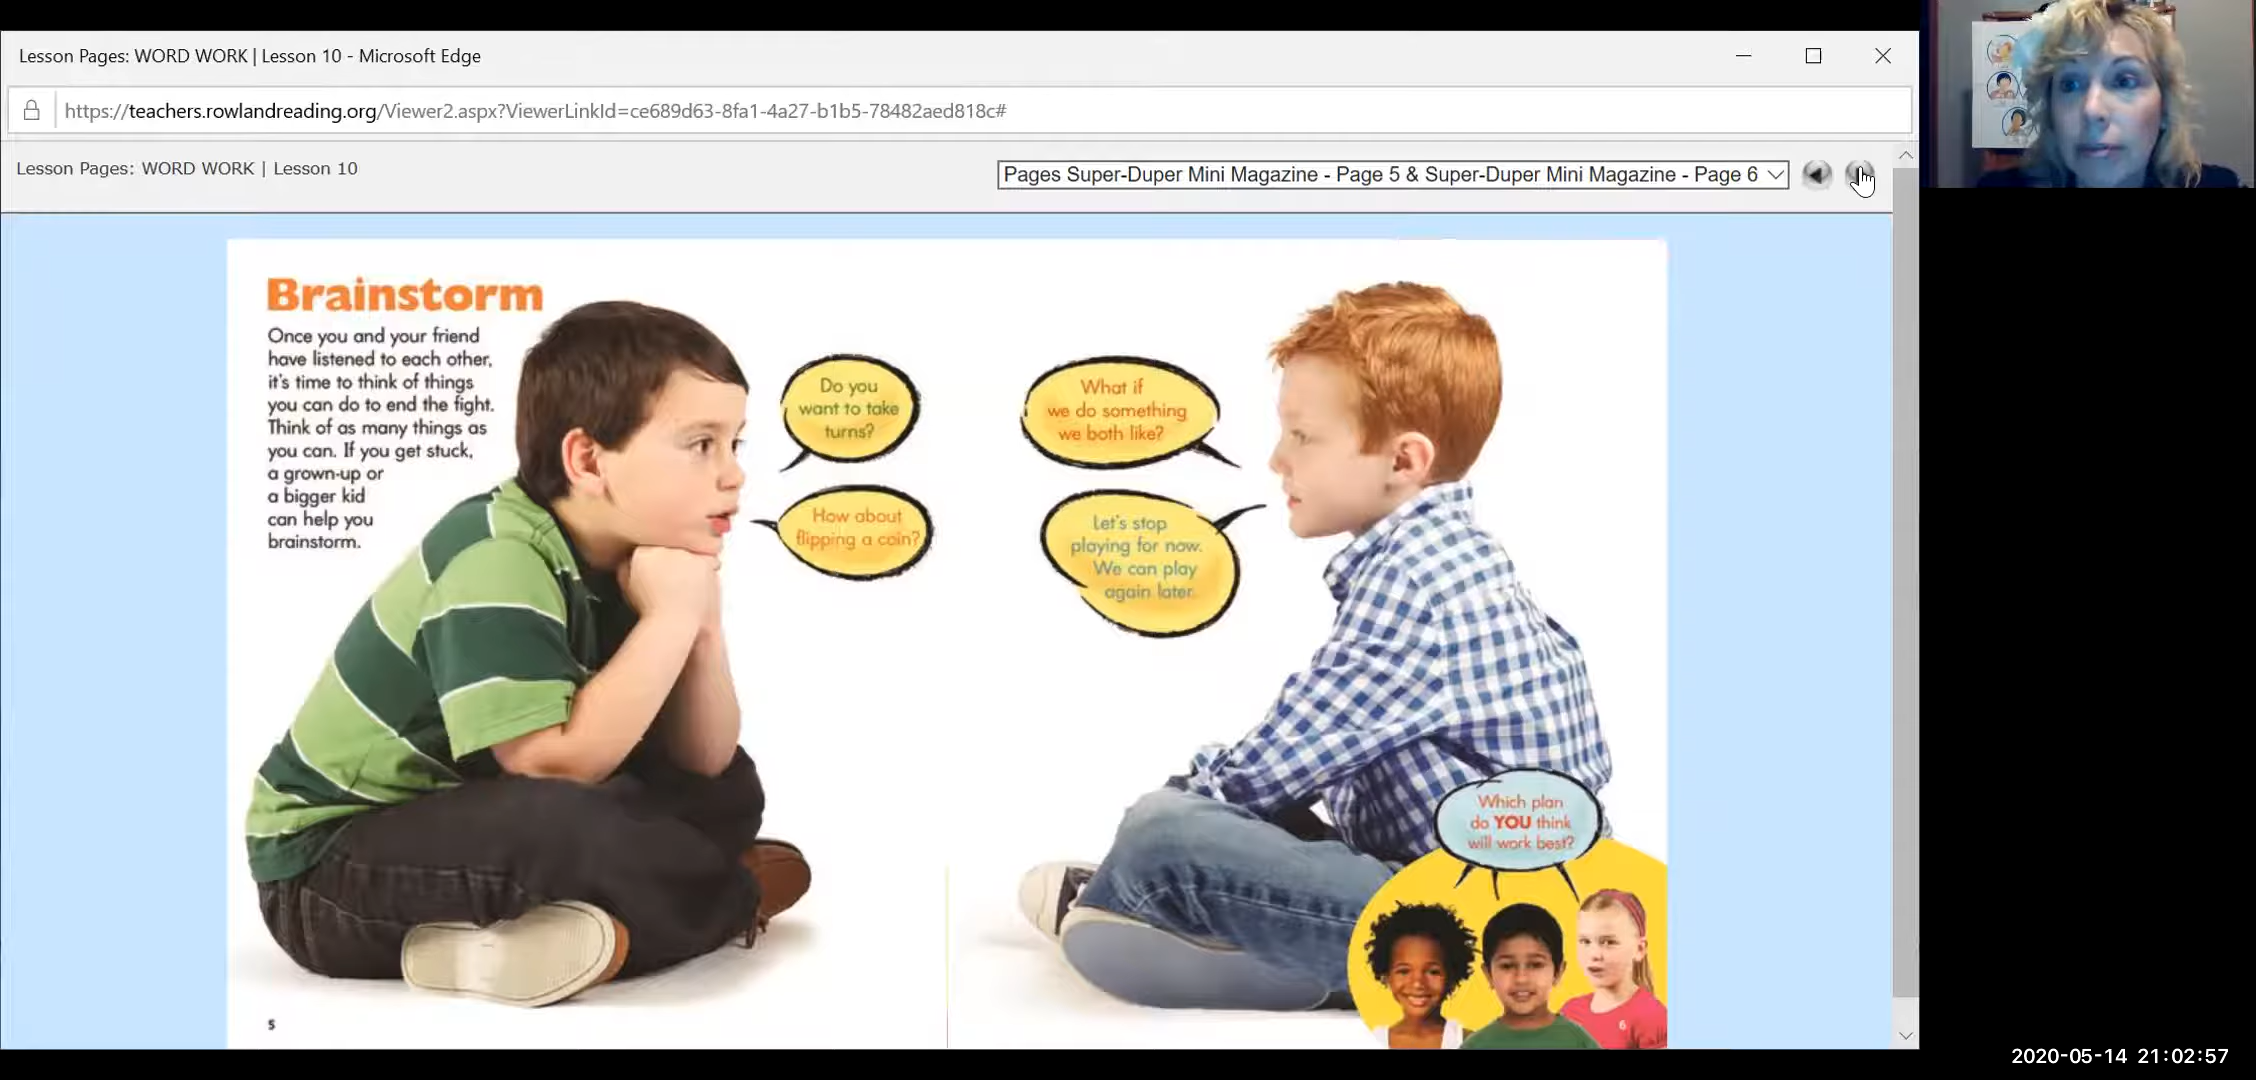 Lesson Pages: WORD WORK | Lesson 10 - Microsoft Edge
https://teachers.rowlandreading.org/Viewer2.aspx?ViewerLinkId=ce689d63-8fa1-4a27-b1b5-78482aed818c#
Lesson Pages: WORD WORK | Lesson 10
Pages Super-Duper Mini Magazine - Page 5 & Super-Duper Mini Magazine - Page 6
Brainstorm
Once you and your friend
have listened to each other,
it's time to think of things
you can do to end the fight.
Think of as many things as
you can. If you get stuck,
a grown-up or
a bigger kid
can help you
brainstorm.
Do you
want to take
turns?
How about
flipping a coin?
What if
we do something
we both like?
Let's stop
playing for now.
We can play
again later.
Which plan
do YOU think
will work best?
5
6
2020-05-14 21:02:57